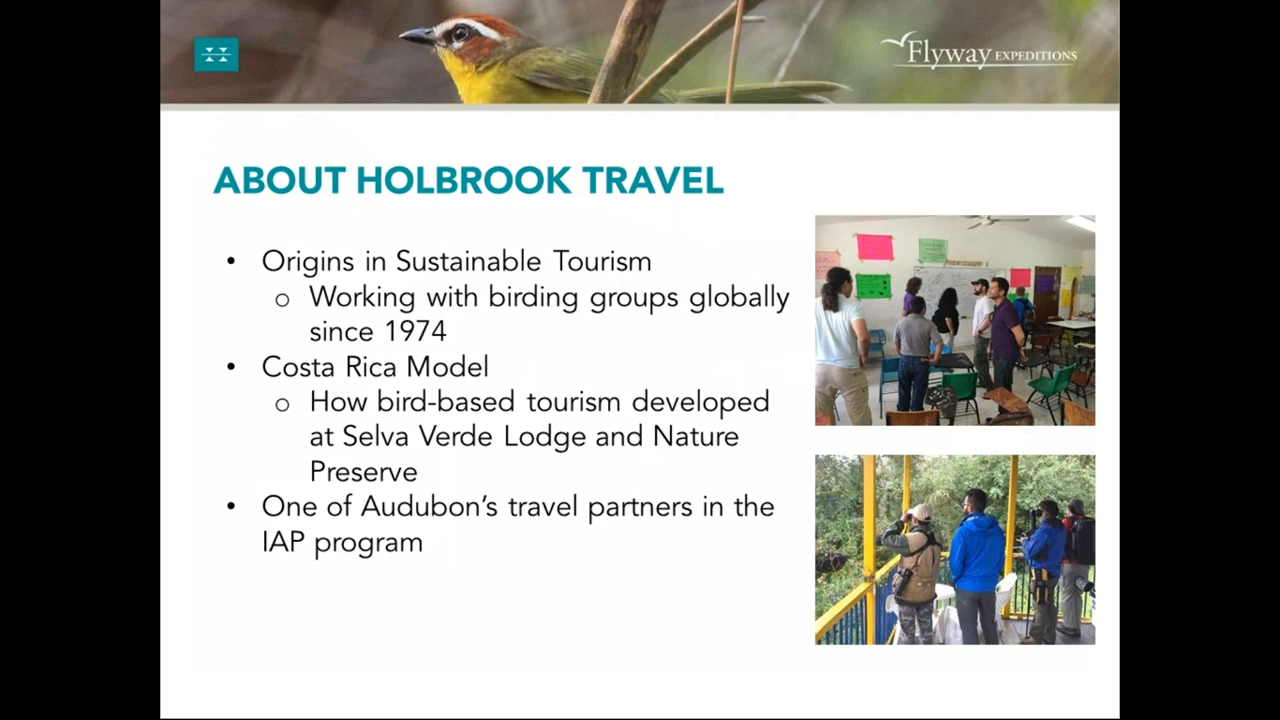 Flyway EXPEDITIONS
ABOUT HOLBROOK TRAVEL
• Origins in Sustainable Tourism
o Working with birding groups globally
since 1974
• Costa Rica Model
o How bird-based tourism developed
at Selva Verde Lodge and Nature
Preserve
• One of Audubon's travel partners in the
IAP program